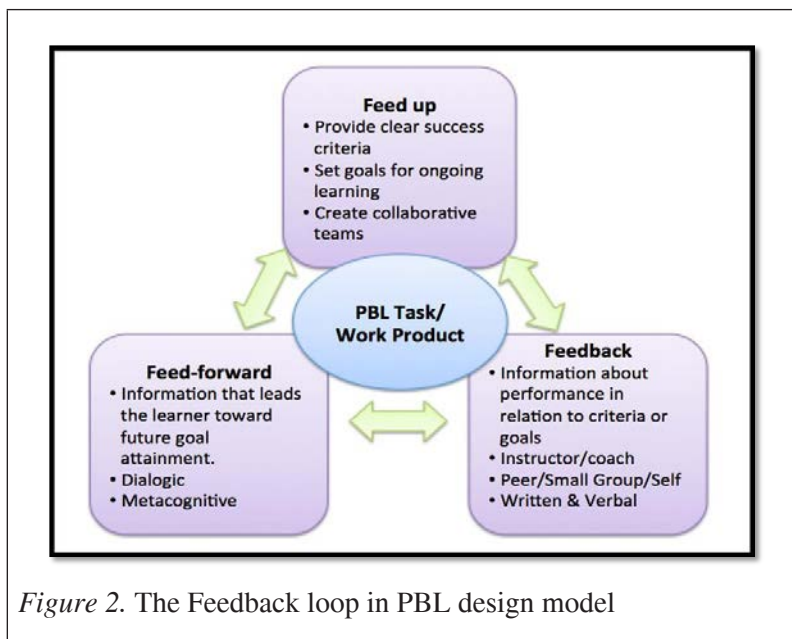 Feed up
• Provide clear success
criteria
• Set goals for ongoing
learning
• Create collaborative
teams
PBL Task/
Work Product
Feed-forward
• Information that leads
the learner toward
future goal
attainment.
• Dialogic
• Metacognitive
Feedback
• Information about
performance in
relation to criteria or
goals
• Instructor/coach
• Peer/Small Group/Self
• Written & Verbal
Figure 2. The Feedback loop in PBL design model